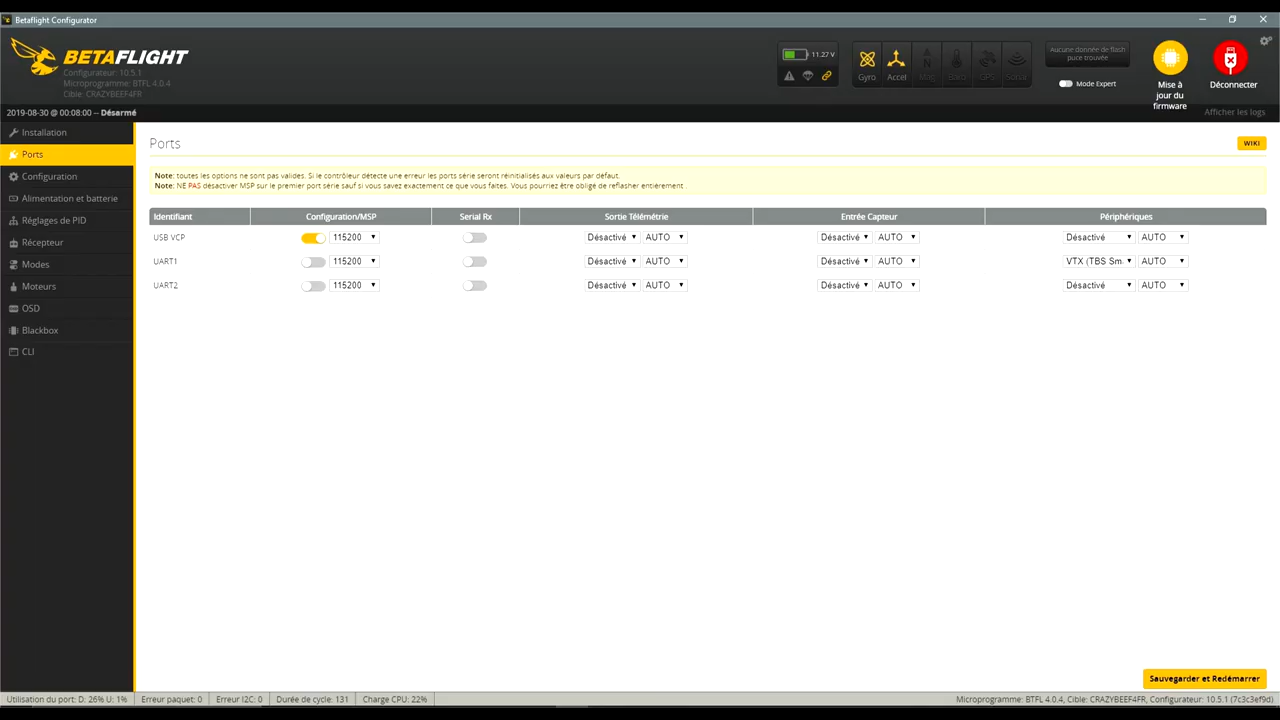 Betaflight Configurator
BETAFLIGHT
Configurateur: 10.5.1
Microprogramme: BTFL 4.0.4
Cible: CRAZYBEEF4FR
11.27 V
Gyro
Accel
Mag
Baro
GPS
Sonar
Aucune donnée de flash
puce trouvée
Mode Expert
Mise à
jour du
firmware
Déconnecter
2019-08-30 @ 00:08:00 -- Désarmé
Afficher les logs
Installation
Ports
Configuration
Alimentation et batterie
Réglages de PID
Récepteur
Modes
Moteurs
OSD
Blackbox
CLI
Ports
WIKI
Note: toutes les options ne sont pas valides. Si le contrôleur détecte une erreur les ports série seront réinitialisés aux valeurs par défaut.
Note: NE PAS désactiver MSP sur le premier port série sauf si vous savez exactement ce que vous faites. Vous pourriez être obligé de reflasher entièrement .
Identifiant Configuration/MSP Serial Rx Sortie Télémétrie Entrée Capteur Périphériques
USB VCP 115200 Désactivé AUTO Désactivé AUTO Désactivé AUTO
UART1 115200 Désactivé AUTO Désactivé AUTO VTX (TBS Sm. AUTO
UART2 115200 Désactivé AUTO Désactivé AUTO Désactivé AUTO
Sauvegarder et Redémarrer
Utilisation du port: D: 26% U: 1% Erreur paquet: 0 Erreur I2C: 0 Durée de cycle: 131 Charge CPU: 22%
Microprogramme: BTFL 4.0.4, Cible: CRAZYBEEF4FR, Configurateur: 10.5.1 (7c3c3ef9d)